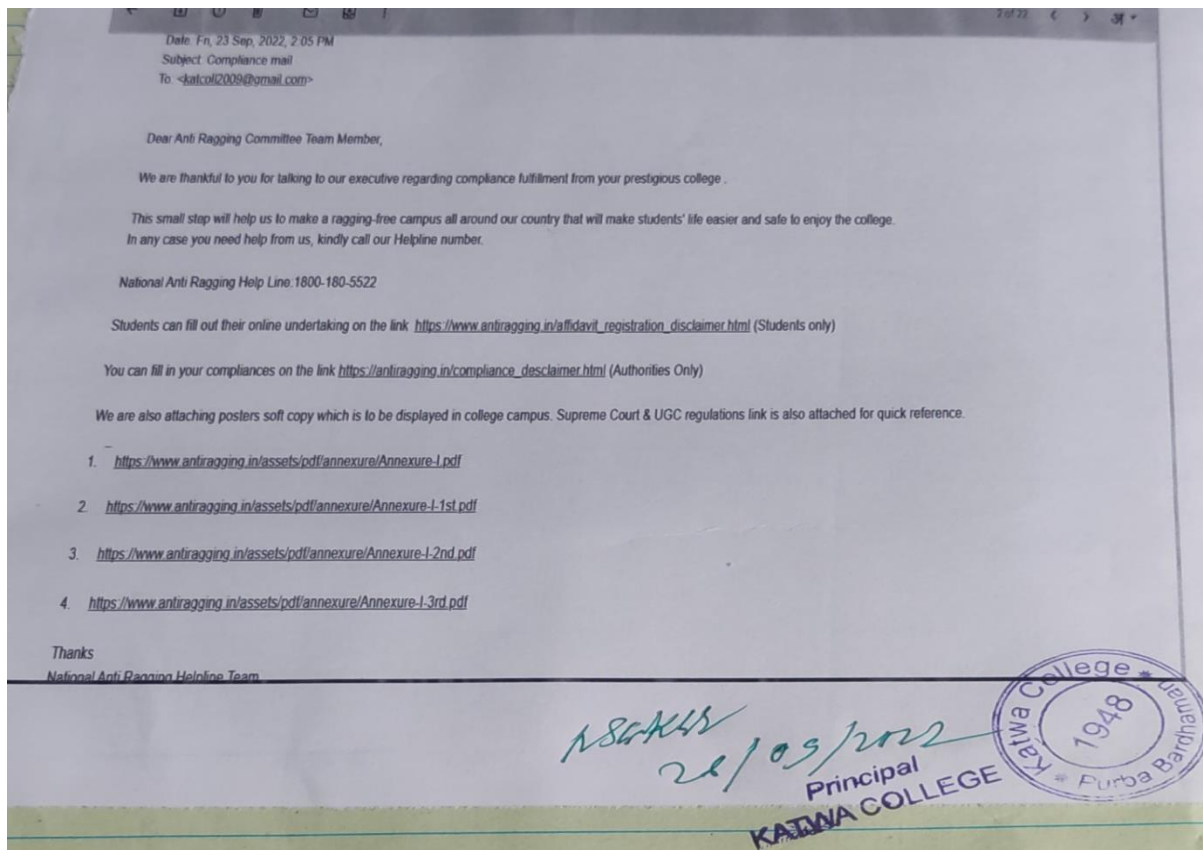 2 of 22
Date: Fri, 23 Sep, 2022, 2:05 PM
Subject: Compliance mail
To: <katcoll2009@gmail.com>
Dear Anti Ragging Committee Team Member,
We are thankful to you for talking to our executive regarding compliance fulfillment from your prestigious college .
This small step will help us to make a ragging-free campus all around our country that will make students' life easier and safe to enjoy the college.
In any case you need help from us, kindly call our Helpline number.
National Anti Ragging Help Line:1800-180-5522
Students can fill out their online undertaking on the link https://www.antiragging.in/affidavit_registration_disclaimer.html (Students only)
You can fill in your compliances on the link https://antiragging.in/compliance_desclaimer.html (Authorities Only)
We are also attaching posters soft copy which is to be displayed in college campus. Supreme Court & UGC regulations link is also attached for quick reference.
1. https://www.antiragging.in/assets/pdf/annexure/Annexure-I.pdf
2. https://www.antiragging.in/assets/pdf/annexure/Annexure-I-1st.pdf
3. https://www.antiragging.in/assets/pdf/annexure/Annexure-I-2nd.pdf
4. https://www.antiragging.in/assets/pdf/annexure/Annexure-I-3rd.pdf
Thanks
National Anti Ragging Helpline Team
/09/2022
Principal
KATWA COLLEGE
Katwa College * Purba Bardhaman *
1948